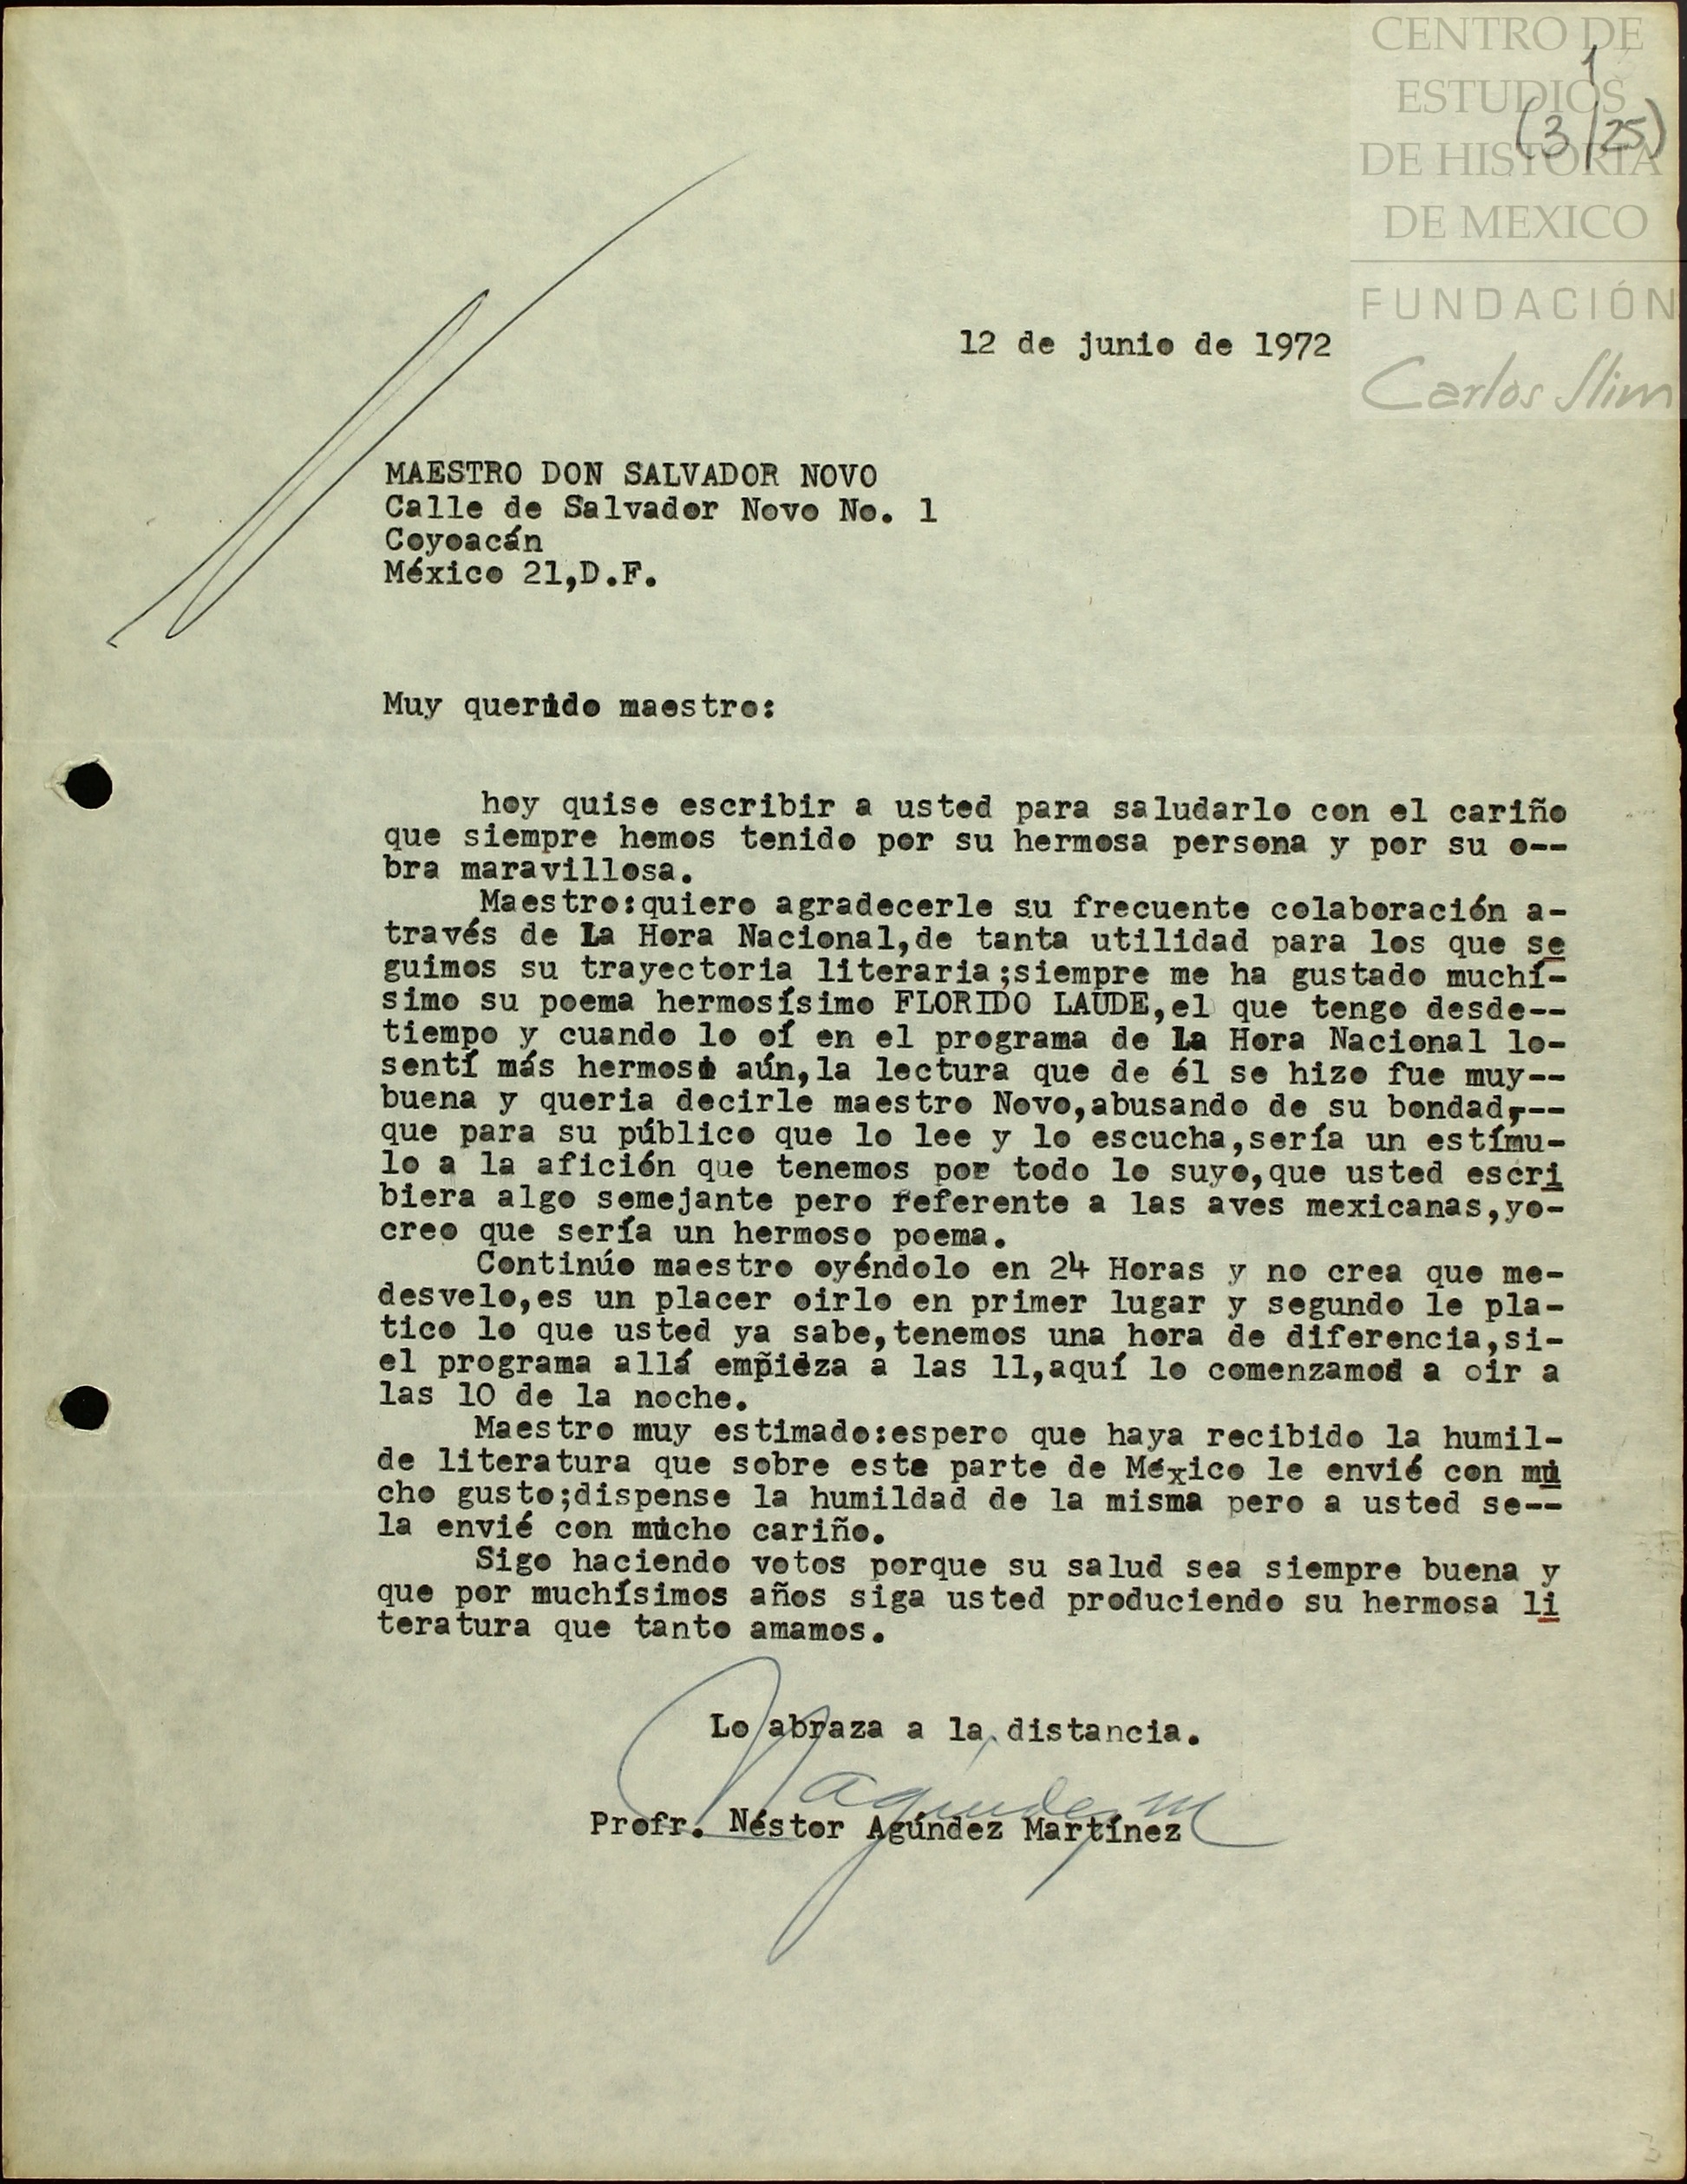 CENTRO DE
ESTUDIOS
DE HISTORIA
DE MEXICO
FUNDACIÓN
Carlos Slim
1
(3/25)
12 de junio de 1972
MAESTRO DON SALVADOR NOVO
Calle de Salvador Novo No. 1
Coyoacán
México 21,D.F.
Muy querido maestro:
hoy quise escribir a usted para saludarlo con el cariño
que siempre hemos tenido por su hermosa persona y por su o--
bra maravillosa.
Maestro:quiero agradecerle su frecuente colaboración a-
través de La Hora Nacional,de tanta utilidad para los que se
guimos su trayectoria literaria;siempre me ha gustado muchí-
simo su poema hermosísimo FLORIDO LAUDE,el que tengo desde--
tiempo y cuando lo oí en el programa de La Hora Nacional lo-
sentí más hermoso aún,la lectura que de él se hizo fue muy--
buena y queria decirle maestro Novo,abusando de su bondad,--
que para su público que lo lee y lo escucha,sería un estímu-
lo a la afición que tenemos por todo lo suyo,que usted escri
biera algo semejante pero referente a las aves mexicanas,yo-
creo que sería un hermoso poema.
Continúo maestro oyéndolo en 24 Horas y no crea que me-
desvelo,es un placer oirlo en primer lugar y segundo le pla-
tico lo que usted ya sabe,tenemos una hora de diferencia,si-
el programa allá empieza a las 11,aquí lo comenzamos a oir a
las 10 de la noche.
Maestro muy estimado:espero que haya recibido la humil-
de literatura que sobre este parte de México le envié con mu
cho gusto;dispense la humildad de la misma pero a usted se--
la envié con mucho cariño.
Sigo haciendo votos porque su salud sea siempre buena y
que por muchísimos años siga usted produciendo su hermosa li
teratura que tanto amamos.
Lo abraza a la distancia.
NAgúndez M
Profr. Néstor Agúndez Martínez
3